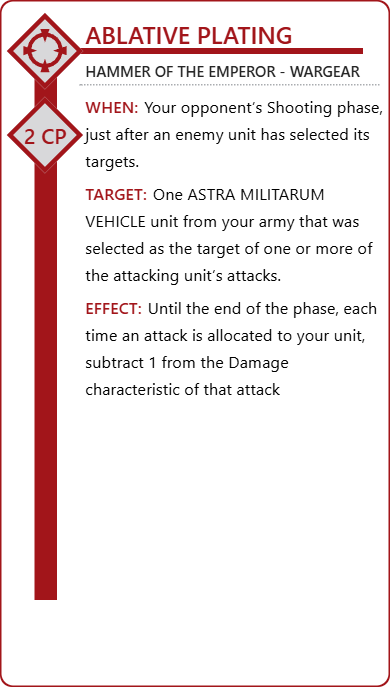 ABLATIVE PLATING
HAMMER OF THE EMPEROR - WARGEAR
2 CP
WHEN: Your opponent's Shooting phase,
just after an enemy unit has selected its
targets.
TARGET: One ASTRA MILITARUM
VEHICLE unit from your army that was
selected as the target of one or more of
the attacking unit's attacks.
EFFECT: Until the end of the phase, each
time an attack is allocated to your unit,
subtract 1 from the Damage
characteristic of that attack